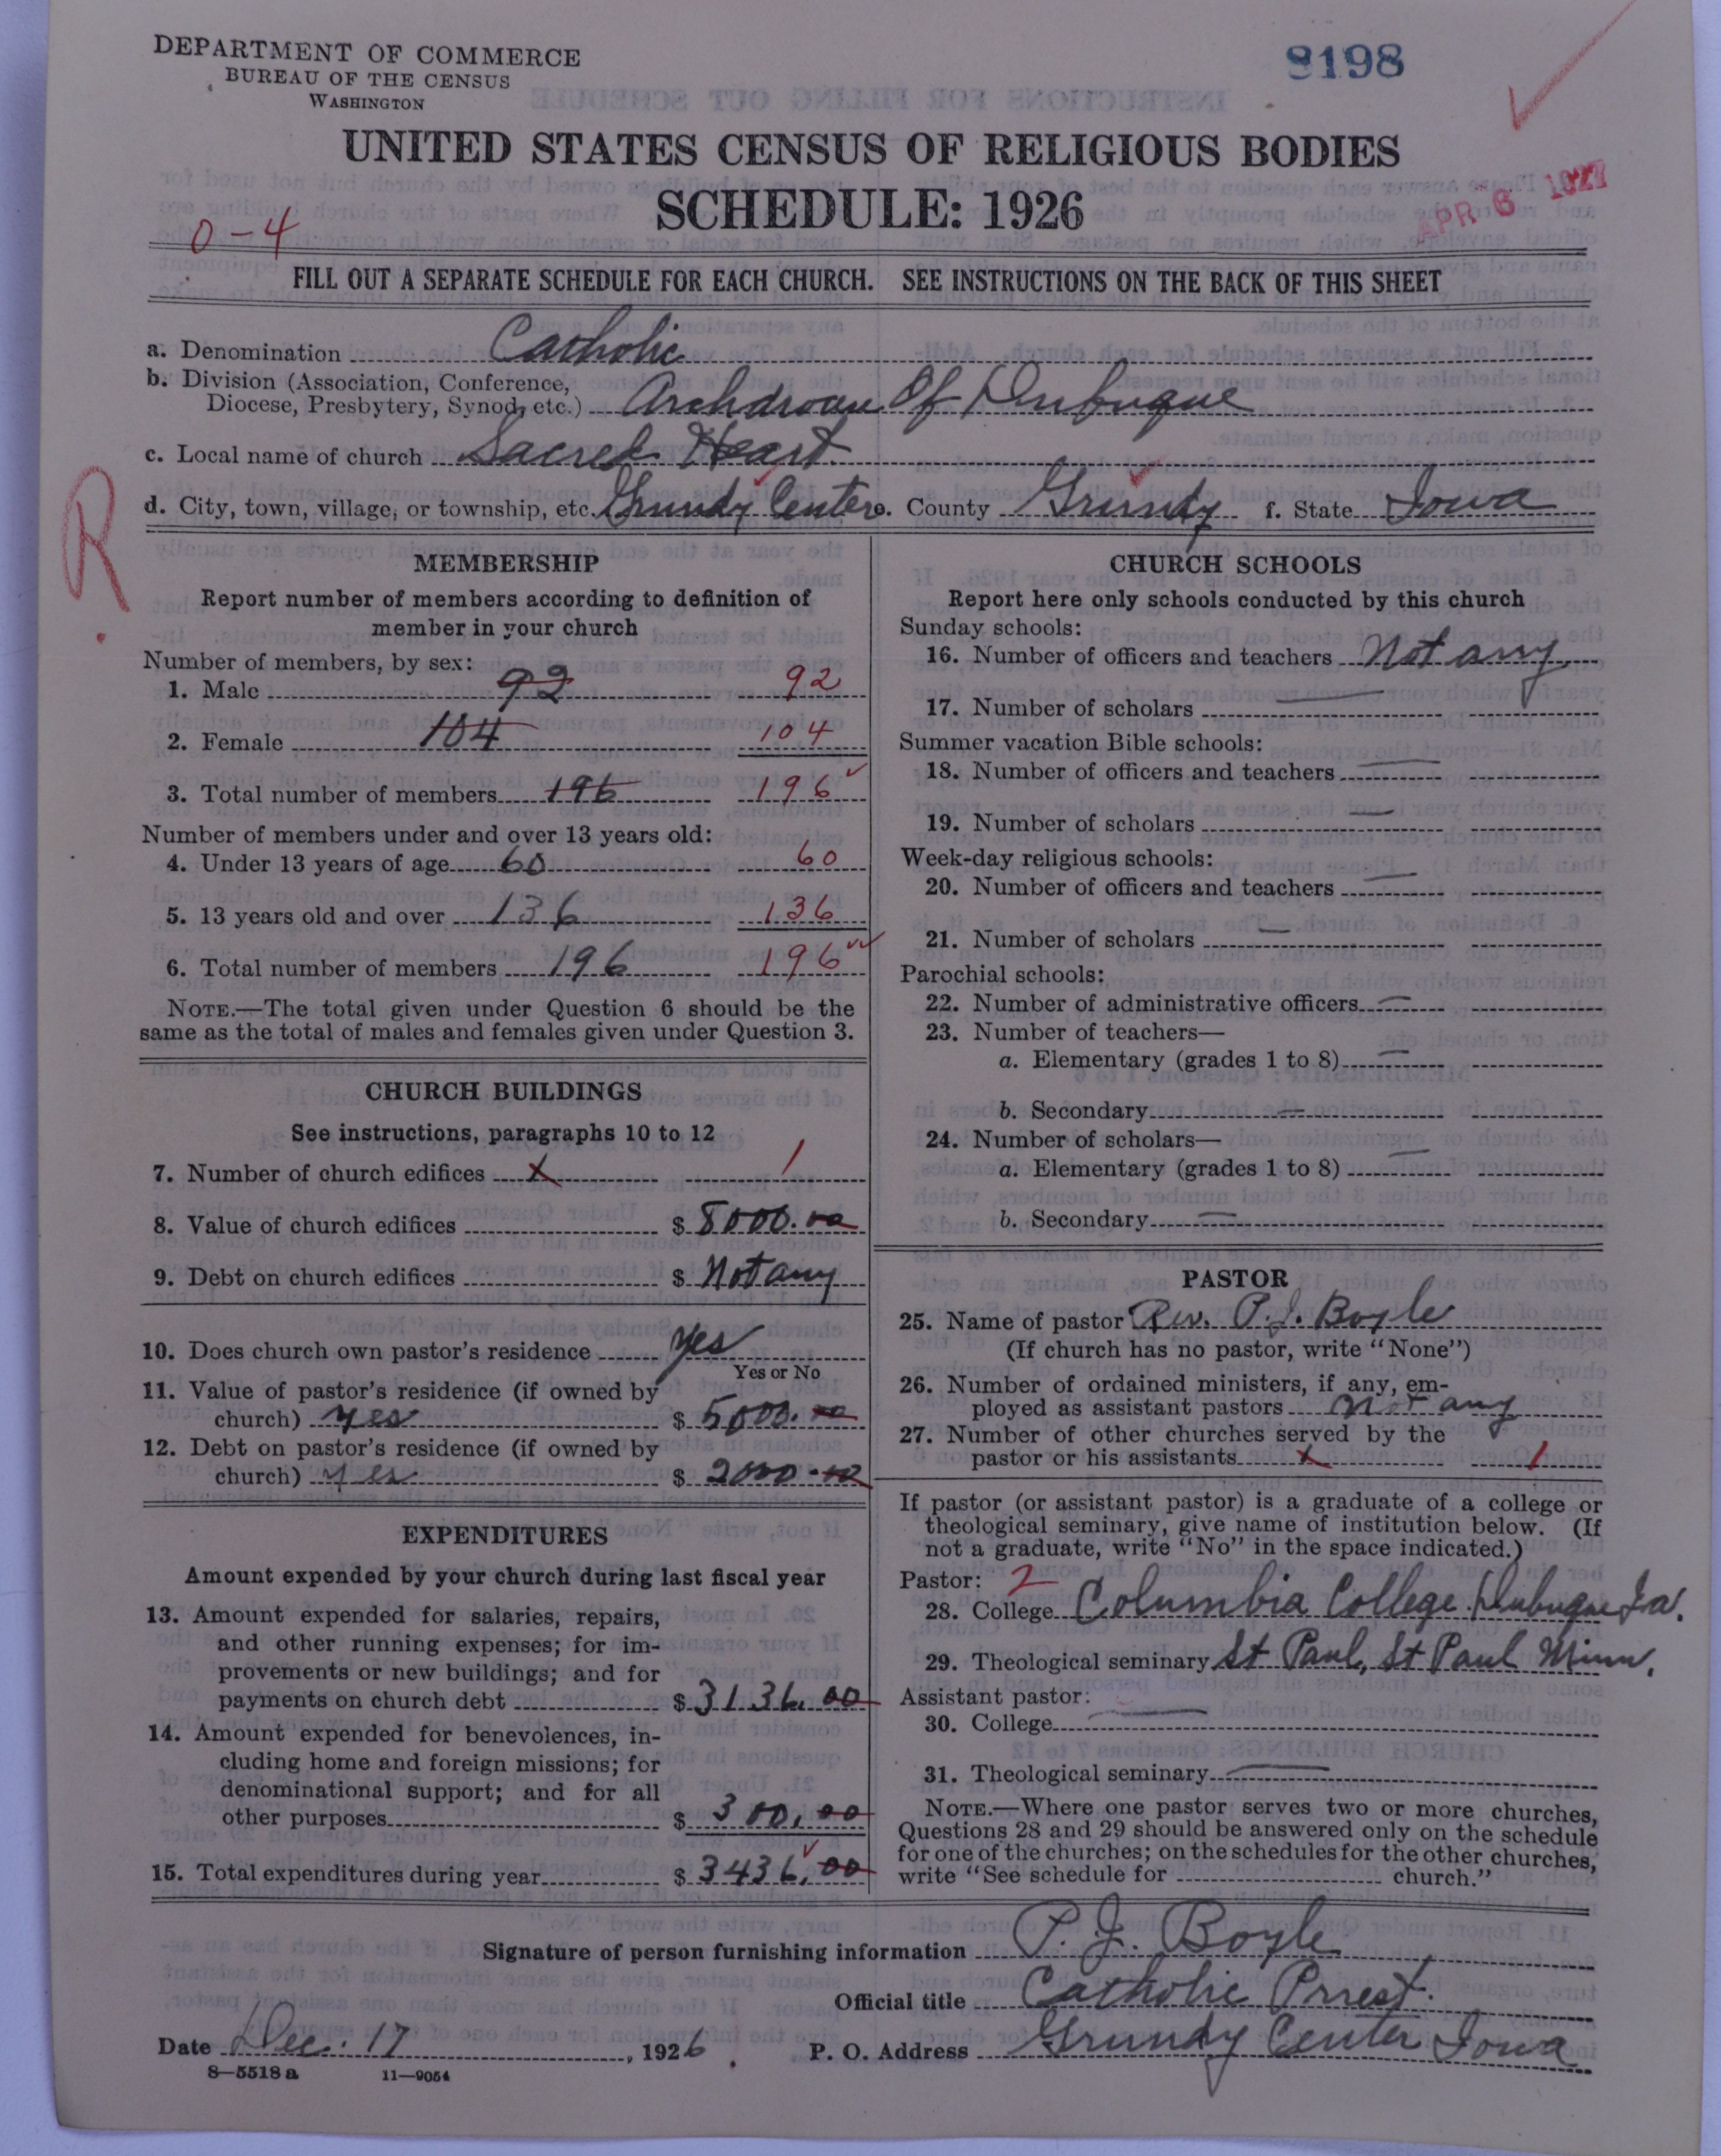 DEPARTMENT OF COMMERCE
BUREAU OF THE CENSUS
WASHINGTON
8198
UNITED STATES CENSUS OF RELIGIOUS BODIES
SCHEDULE: 1926
APR 6 1927
0-4
FILL OUT A SEPARATE SCHEDULE FOR EACH CHURCH. SEE INSTRUCTIONS ON THE BACK OF THIS SHEET
a. Denomination Catholic
b. Division (Association, Conference,
Diocese, Presbytery, Synod, etc.) Of Dubuque
c. Local name of church Sacred Heart
d. City, town, village, or township, etc. Grundy Center e. County Grundy f. State Iowa
R
MEMBERSHIP
Report number of members according to definition of
member in your church
Number of members, by sex:
1. Male 92 92
2. Female 104 104
3. Total number of members 196 196
Number of members under and over 13 years old:
4. Under 13 years of age 60 60
5. 13 years old and over 136 136
6. Total number of members 196 196
NOTE.—The total given under Question 6 should be the
same as the total of males and females given under Question 3.
CHURCH BUILDINGS
See instructions, paragraphs 10 to 12
7. Number of church edifices x 1
8. Value of church edifices $ 8000.00
9. Debt on church edifices $ Not any
10. Does church own pastor's residence Yes
Yes or No
11. Value of pastor's residence (if owned by
church) Yes $ 5000.00
12. Debt on pastor's residence (if owned by
church) yes $ 2000.00
EXPENDITURES
Amount expended by your church during last fiscal year
13. Amount expended for salaries, repairs,
and other running expenses; for im-
provements or new buildings; and for
payments on church debt $ 3136.00
14. Amount expended for benevolences, in-
cluding home and foreign missions; for
denominational support; and for all
other purposes $ 300.00
15. Total expenditures during year $ 3436.00
CHURCH SCHOOLS
Report here only schools conducted by this church
Sunday schools:
16. Number of officers and teachers Not any
17. Number of scholars
Summer vacation Bible schools:
18. Number of officers and teachers
19. Number of scholars
Week-day religious schools:
20. Number of officers and teachers
21. Number of scholars
Parochial schools:
22. Number of administrative officers
23. Number of teachers—
a. Elementary (grades 1 to 8)
b. Secondary
24. Number of scholars—
a. Elementary (grades 1 to 8)
b. Secondary
PASTOR
25. Name of pastor Rev. P. J. Boyle
(If church has no pastor, write "None")
26. Number of ordained ministers, if any, em-
ployed as assistant pastors not any
27. Number of other churches served by the
pastor or his assistants x 1
If pastor (or assistant pastor) is a graduate of a college or
theological seminary, give name of institution below. (If
not a graduate, write "No" in the space indicated.)
Pastor: 2
28. College Columbia College Dubuque Ia.
29. Theological seminary St Paul, St Paul Minn.
Assistant pastor:
30. College
31. Theological seminary
NOTE.—Where one pastor serves two or more churches,
Questions 28 and 29 should be answered only on the schedule
for one of the churches; on the schedules for the other churches,
write "See schedule for church."
Signature of person furnishing information P. J. Boyle
Official title Catholic Priest.
Date Dec. 17, 1926 P. O. Address Grundy Center Iowa
8—5518 a 11—9054